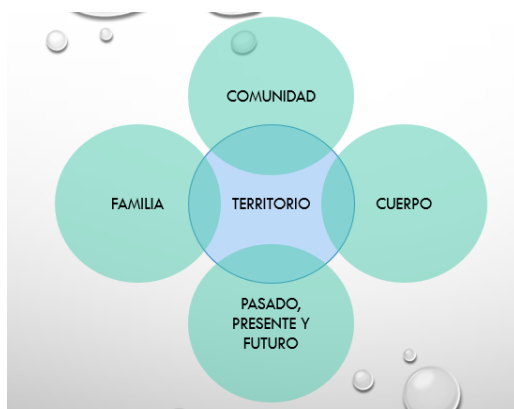 COMUNIDAD
FAMILIA
TERRITORIO
CUERPO
PASADO,
PRESENTE Y
FUTURO